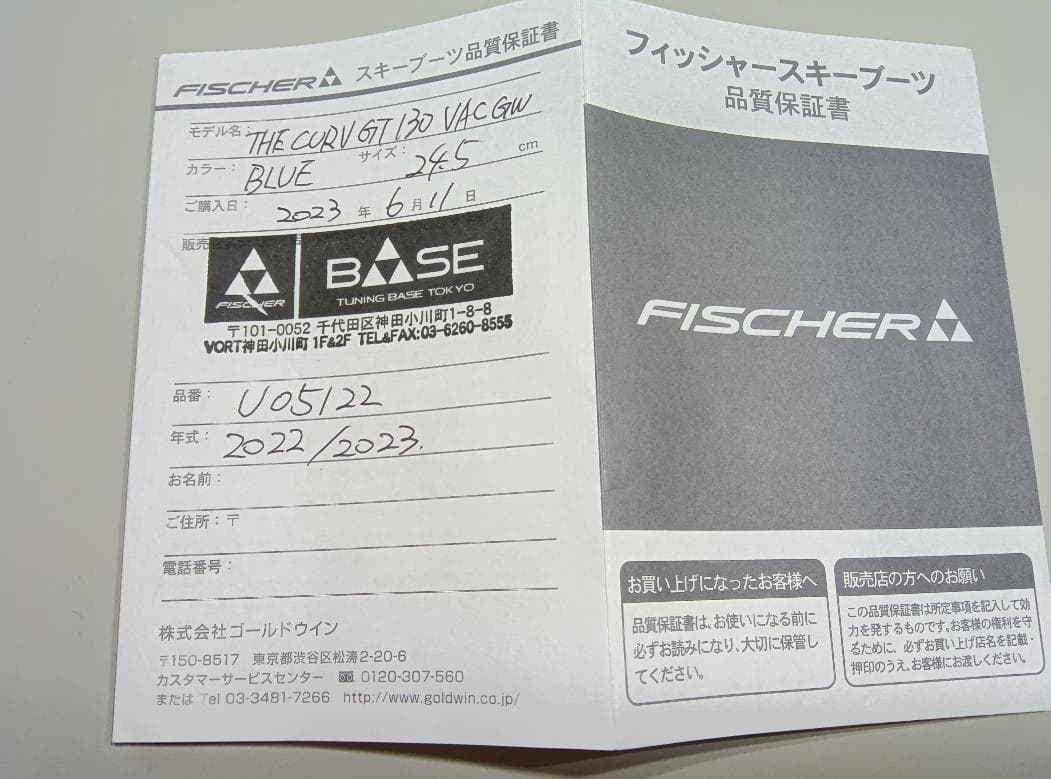 FISCHER スキーブーツ品質保証書
モデル名: THE CURV GT 130 VAC GW
カラー: BLUE サイズ: 24.5 cm
ご購入日: 2023 年 6 月 11 日
販売
FISCHER
BASE
TUNING BASE TOKYO
〒101-0052 千代田区神田小川町1-8-8
VORT神田小川町 1F&2F TEL&FAX:03-6260-8555
品番: U05122
年式: 2022/2023.
お名前:
ご住所:〒
電話番号:
株式会社ゴールドウイン
〒150-8517 東京都渋谷区松涛2-20-6
カスタマーサービスセンター 0120-307-560
または Tel 03-3481-7266 http://www.goldwin.co.jp/
フィッシャースキーブーツ
品質保証書
FISCHER
お買い上げになったお客様へ
品質保証書は、お使いになる前に
必ずお読みになり、大切に保管し
てください。
販売店の方へのお願い
この品質保証書は所定事項を記入して効
力を発するものです。お客様の権利を守
るために、必ずお買い上げ店名を記載・
押印のうえ、お客様にお渡しください。